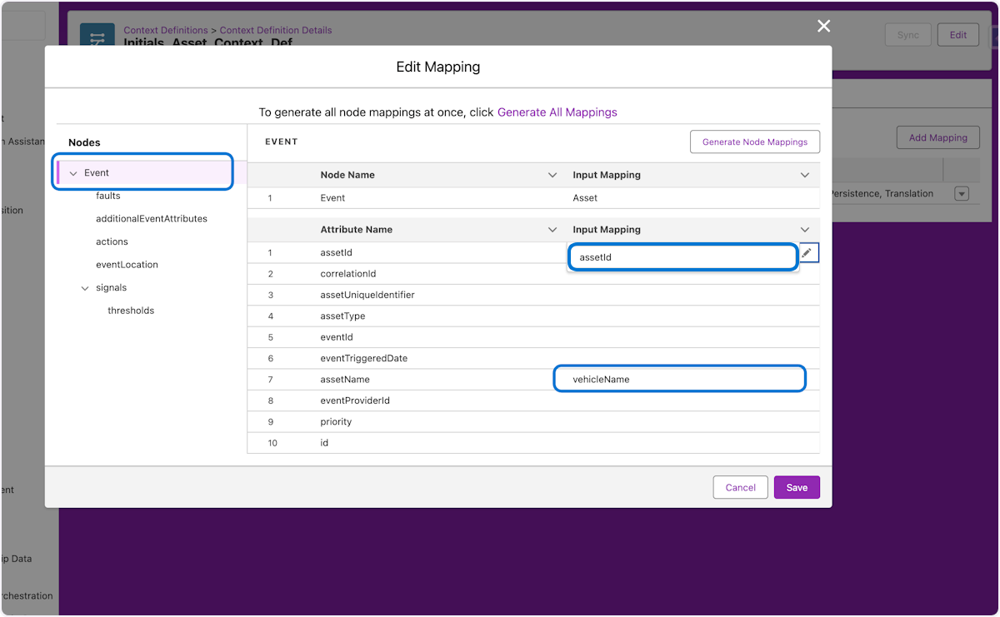 Context Definitions > Context Definition Details
Initials_Asset_Context_Def
Sync
Edit
Edit Mapping
To generate all node mappings at once, click Generate All Mappings
Add Mapping
Persistence, Translation
Nodes
Event
faults
additionalEventAttributes
actions
eventLocation
signals
thresholds
EVENT
Generate Node Mappings
Node Name Input Mapping
1 Event Asset
Attribute Name Input Mapping
1 assetId assetId
2 correlationId
3 assetUniqueIdentifier
4 assetType
5 eventId
6 eventTriggeredDate
7 assetName vehicleName
8 eventProviderId
9 priority
10 id
Cancel
Save
t
n Assistan
sition
ent
ip Data
rchestration